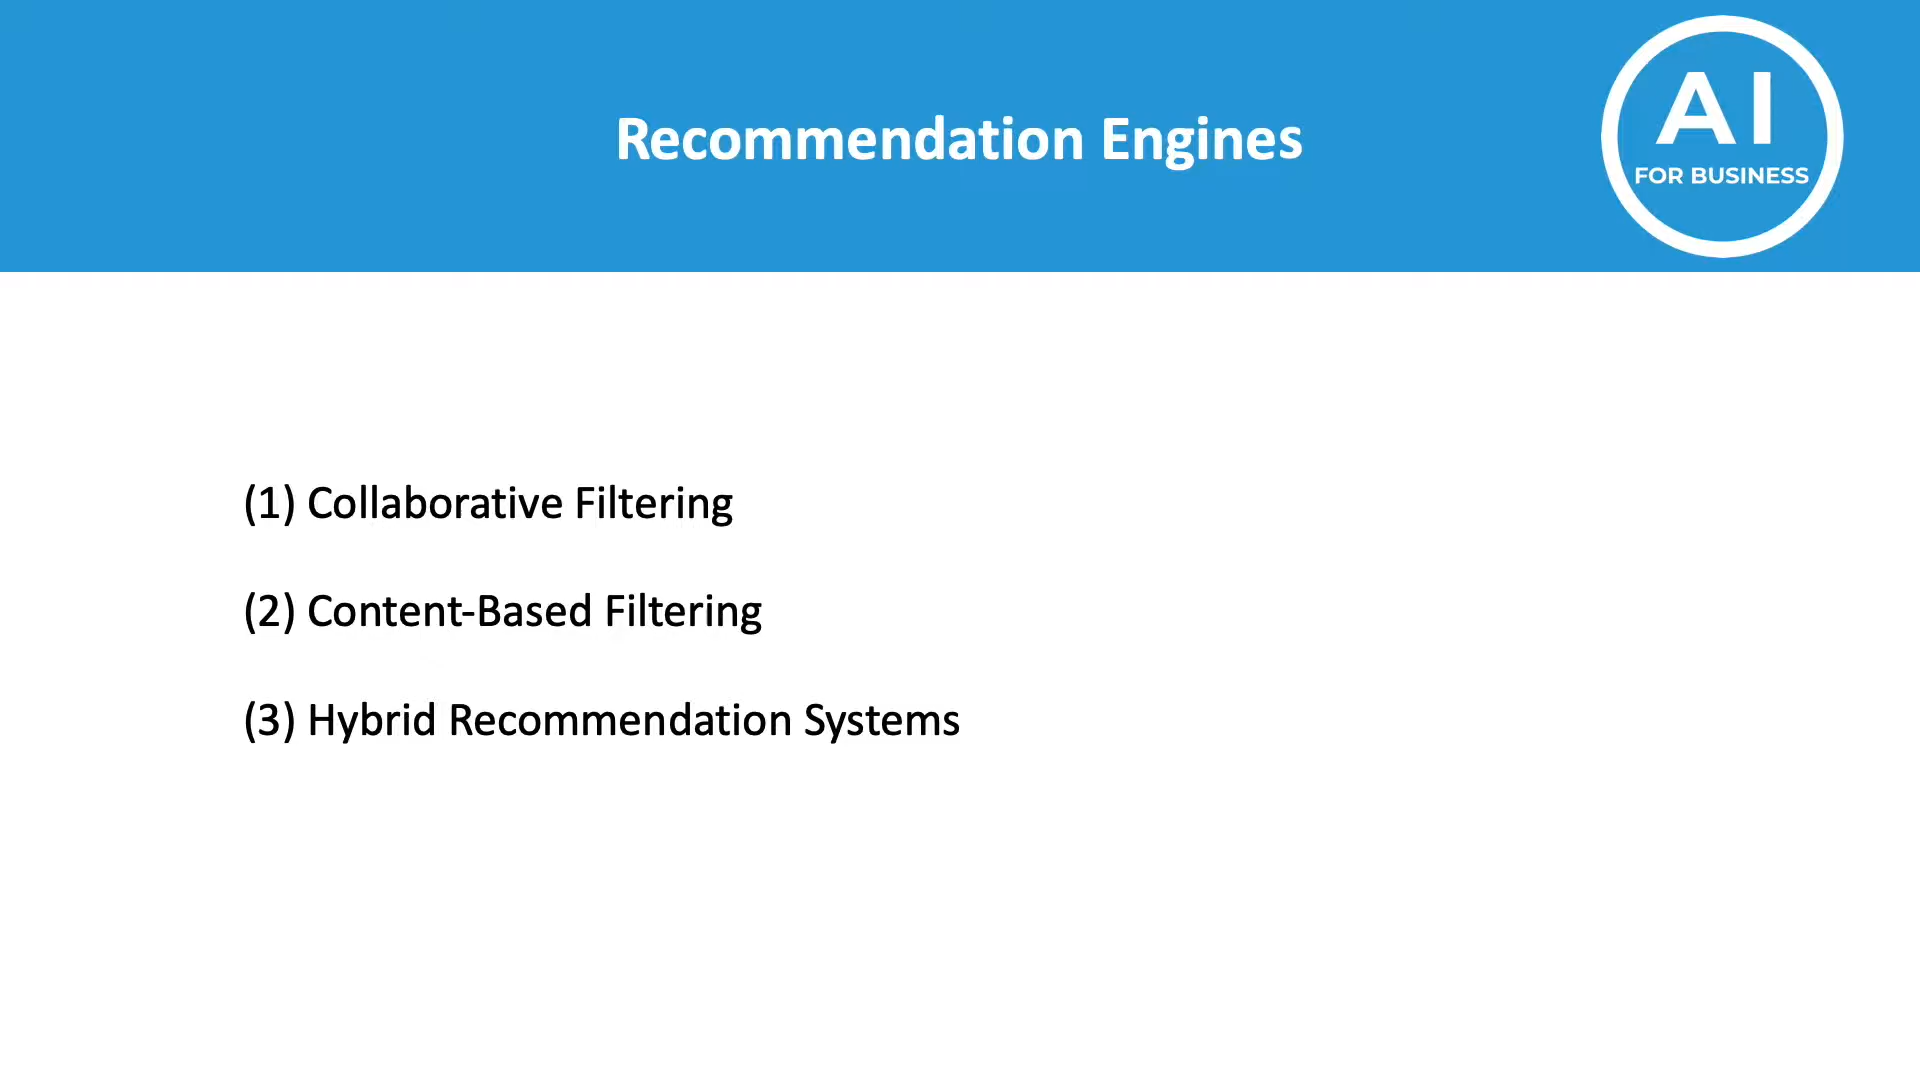 Recommendation Engines
AI
FOR BUSINESS
(1) Collaborative Filtering
(2) Content-Based Filtering
(3) Hybrid Recommendation Systems